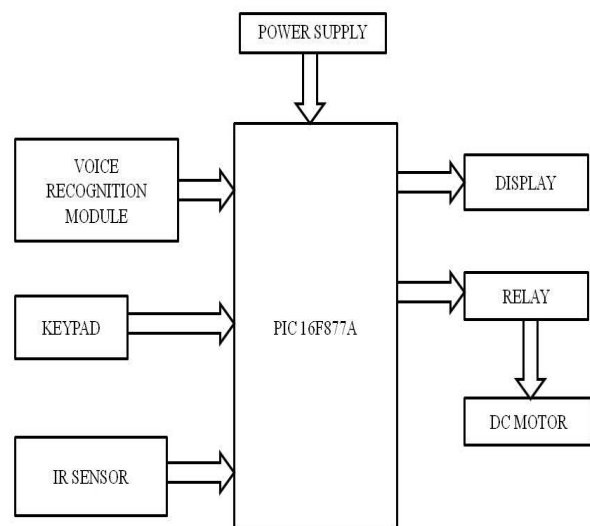 POWER SUPPLY
VOICE
RECOGNITION
MODULE
DISPLAY
RELAY
KEYPAD
PIC 16F877A
DC MOTOR
IR SENSOR